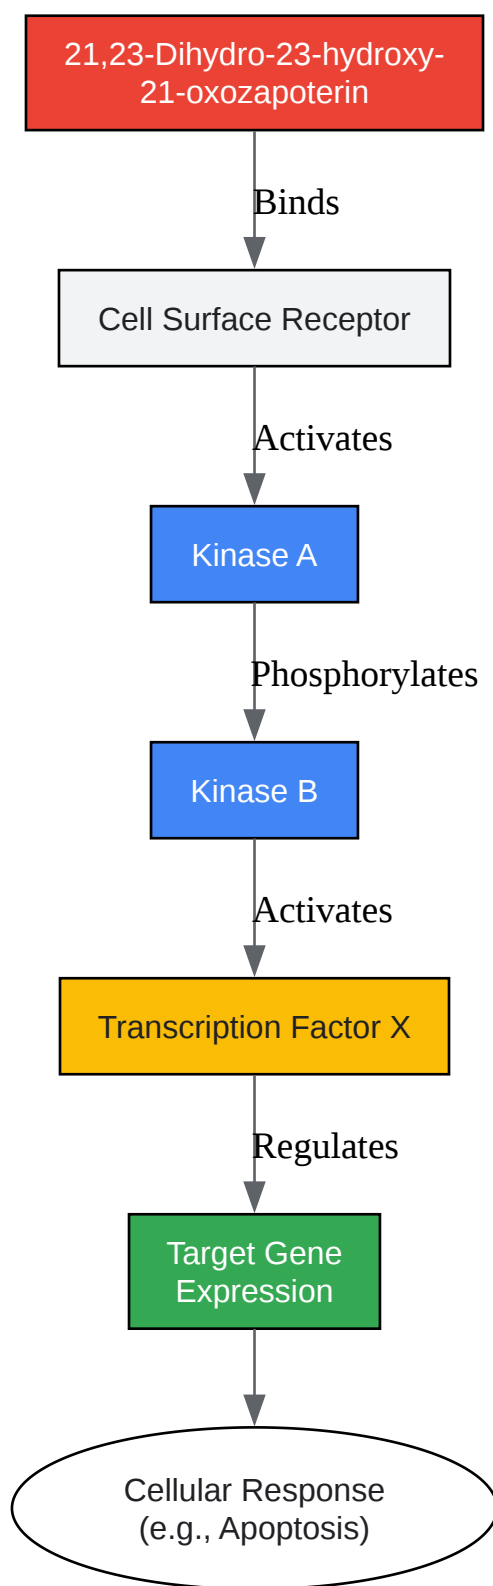 21,23-Dihydro-23-hydroxy-
21-oxozapoterin
Binds
Cell Surface Receptor
Activates
Kinase A
Phosphorylates
Kinase B
Activates
Transcription Factor X
Regulates
Target Gene
Expression
Cellular Response
(e.g., Apoptosis)